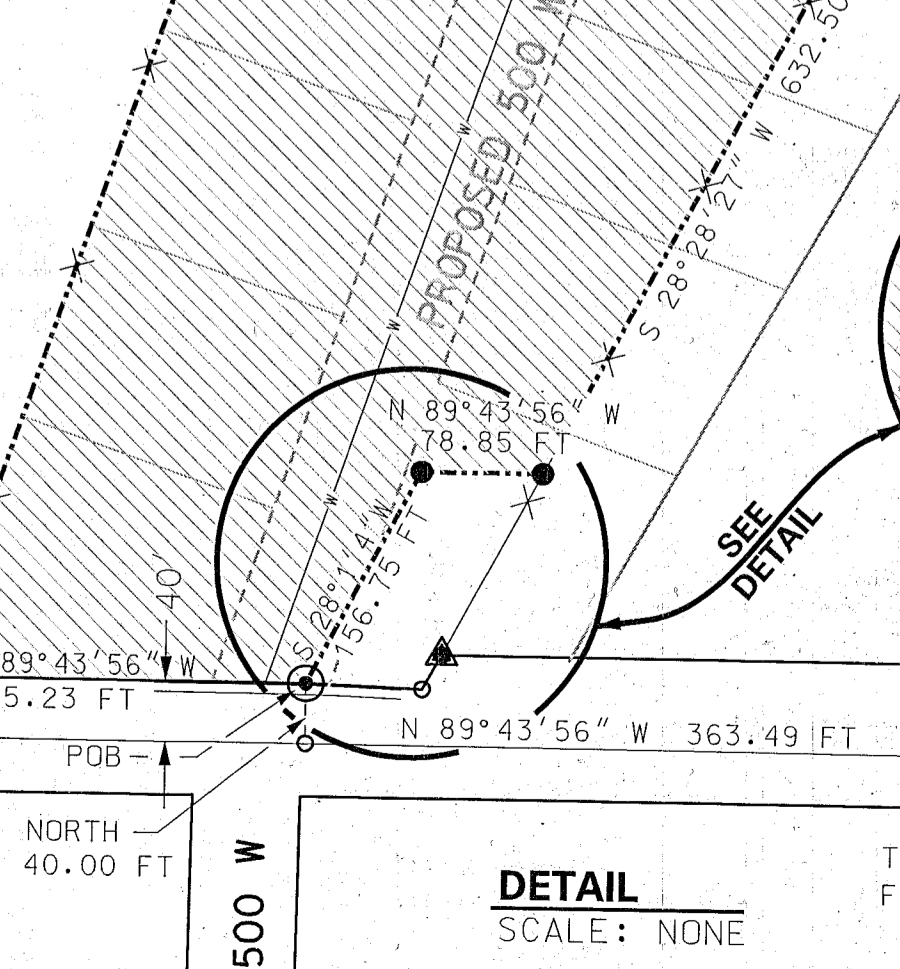 PROPOSED 500 W
632.50
S 28°28'27" W
N 89°43'56" W
78.85 FT
S 28°1'4"W
156.75 FT
SEE
DETAIL
40'
89°43'56" W
5.23 FT
N 89°43'56" W 363.49 FT
POB
NORTH
40.00 FT
500 W
DETAIL
SCALE: NONE
T
F
W
W
W